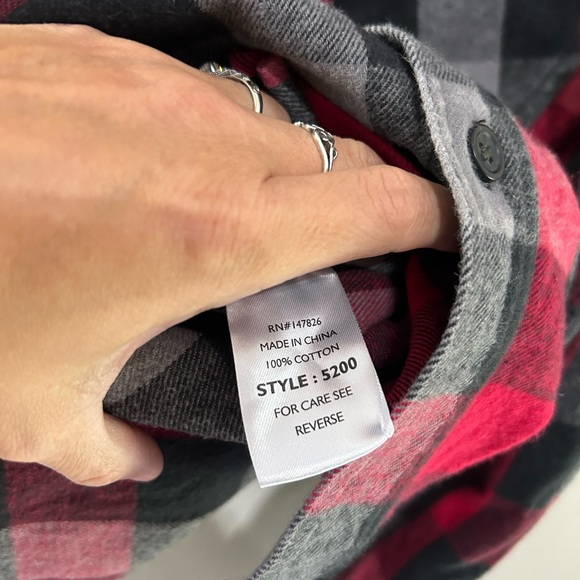 RN#147826
MADE IN CHINA
100% COTTON
STYLE : 5200
FOR CARE SEE
REVERSE